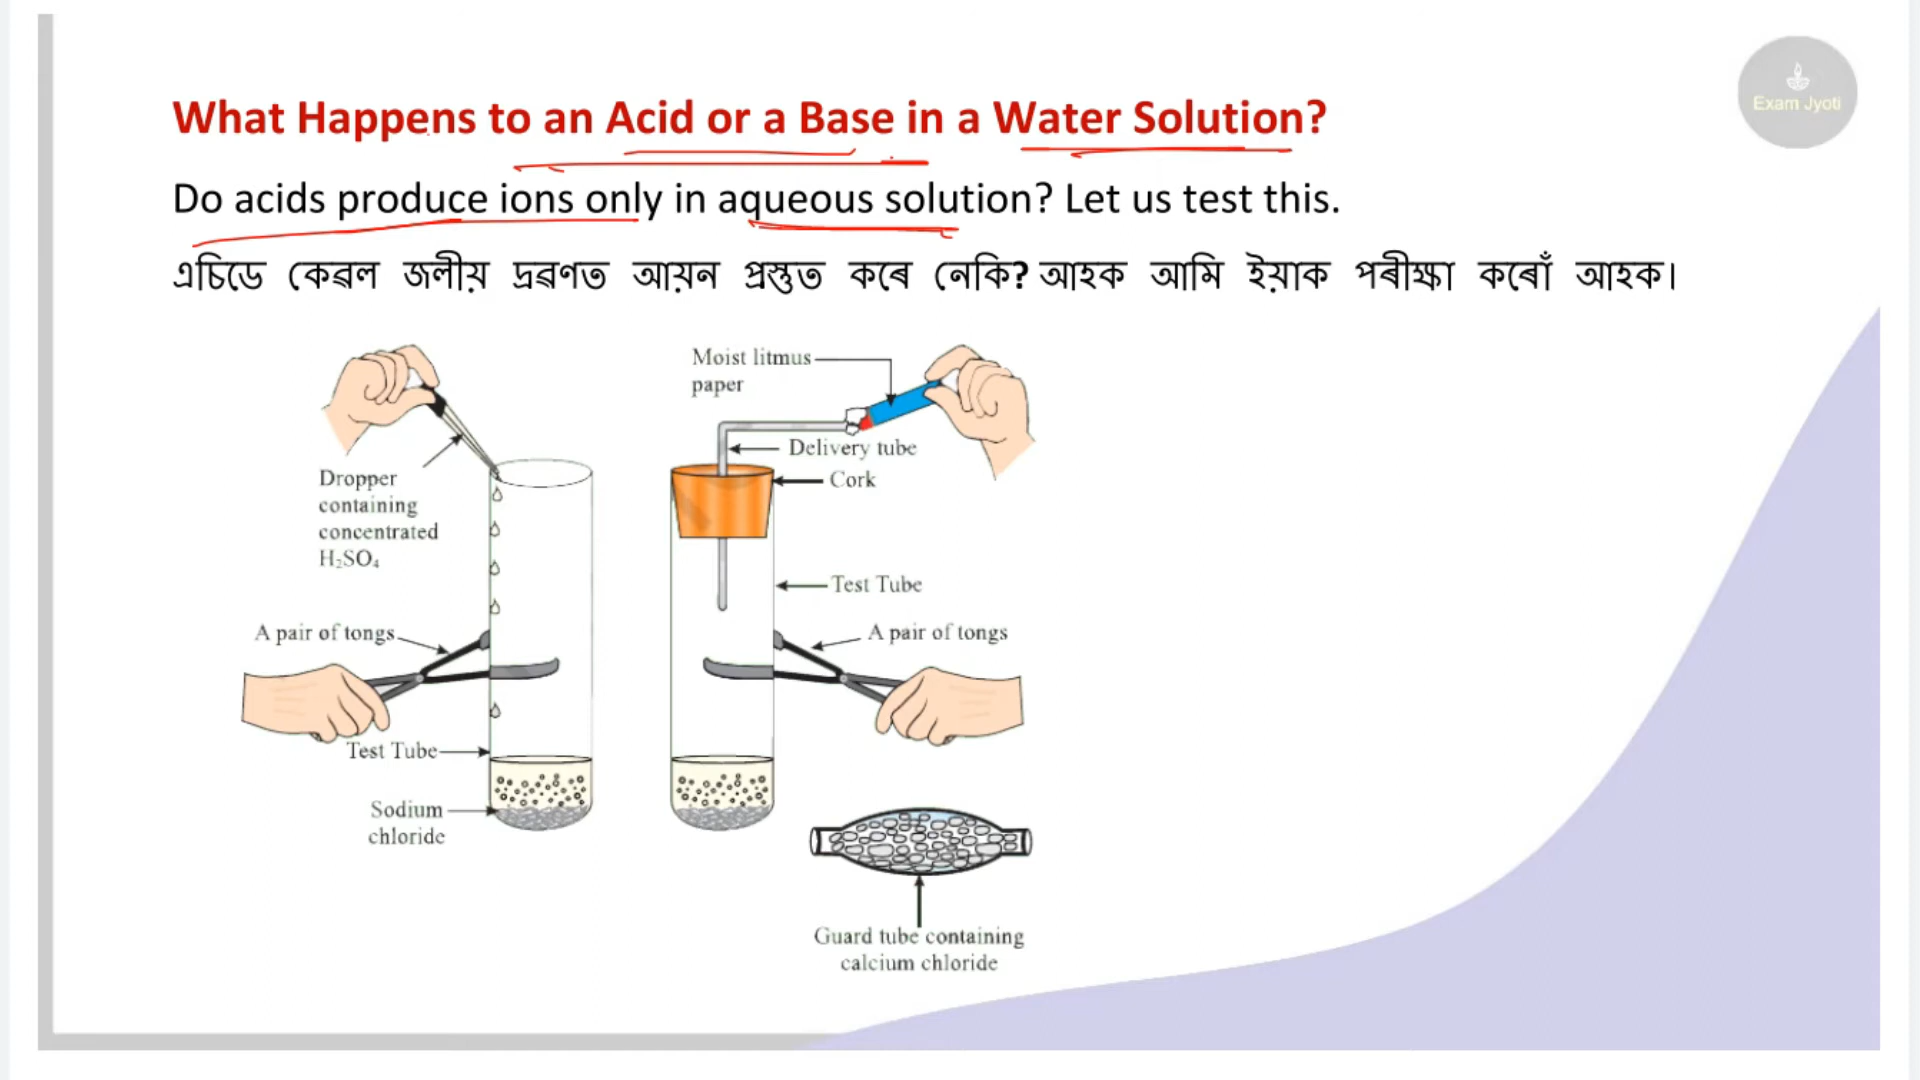 Exam Jyoti
What Happens to an Acid or a Base in a Water Solution?
Do acids produce ions only in aqueous solution? Let us test this.
এচিডে কেৱল জলীয় দ্ৰৱণত আয়ন প্ৰস্তুত কৰে নেকি? আহক আমি ইয়াক পৰীক্ষা কৰোঁ আহক।
Moist litmus
paper
Delivery tube
Cork
Dropper
containing
concentrated
H₂SO₄
Test Tube
A pair of tongs
A pair of tongs
Test Tube
Sodium
chloride
Guard tube containing
calcium chloride